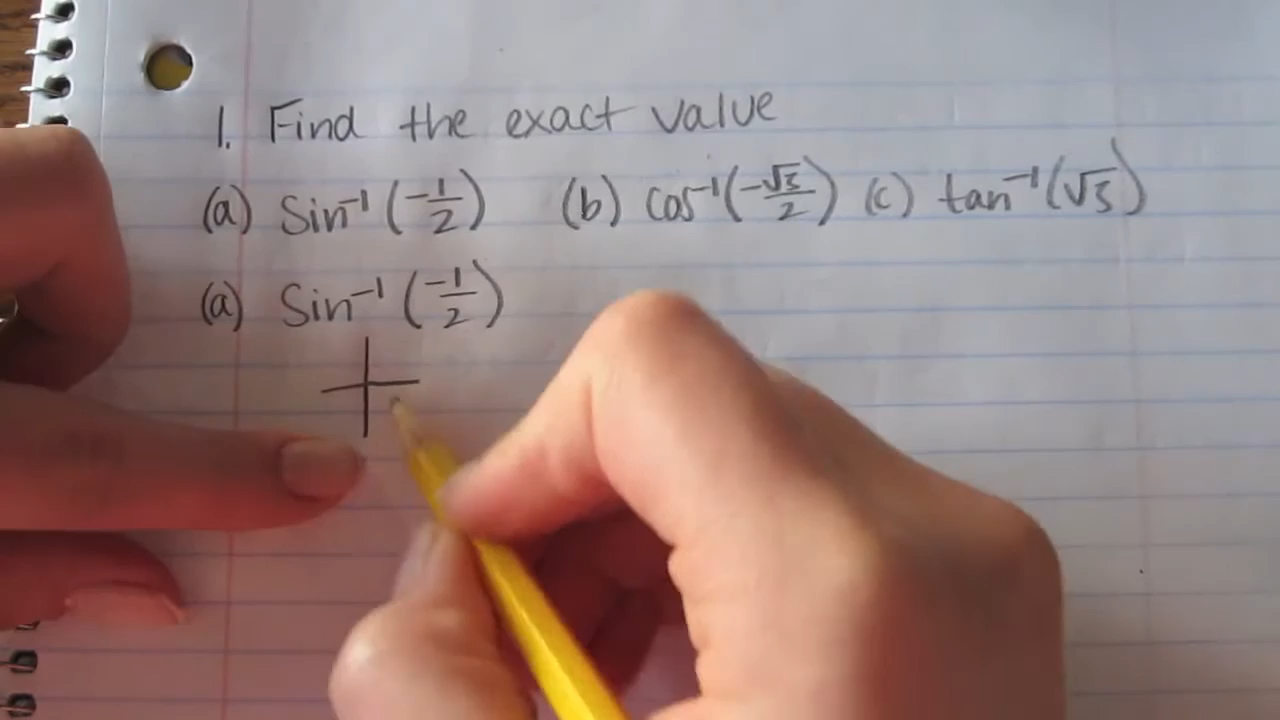 1. Find the exact value
(a) Sin⁻¹(-1/2) (b) cos⁻¹(-√3/2) (c) tan⁻¹(√3)
(a) Sin⁻¹(-1/2)